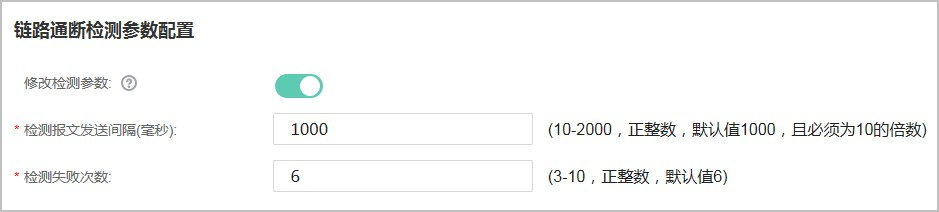 链路通断检测参数配置
修改检测参数: ?
* 检测报文发送间隔(毫秒): 1000 (10-2000，正整数，默认值1000，且必须为10的倍数)
* 检测失败次数: 6 (3-10，正整数，默认值6)